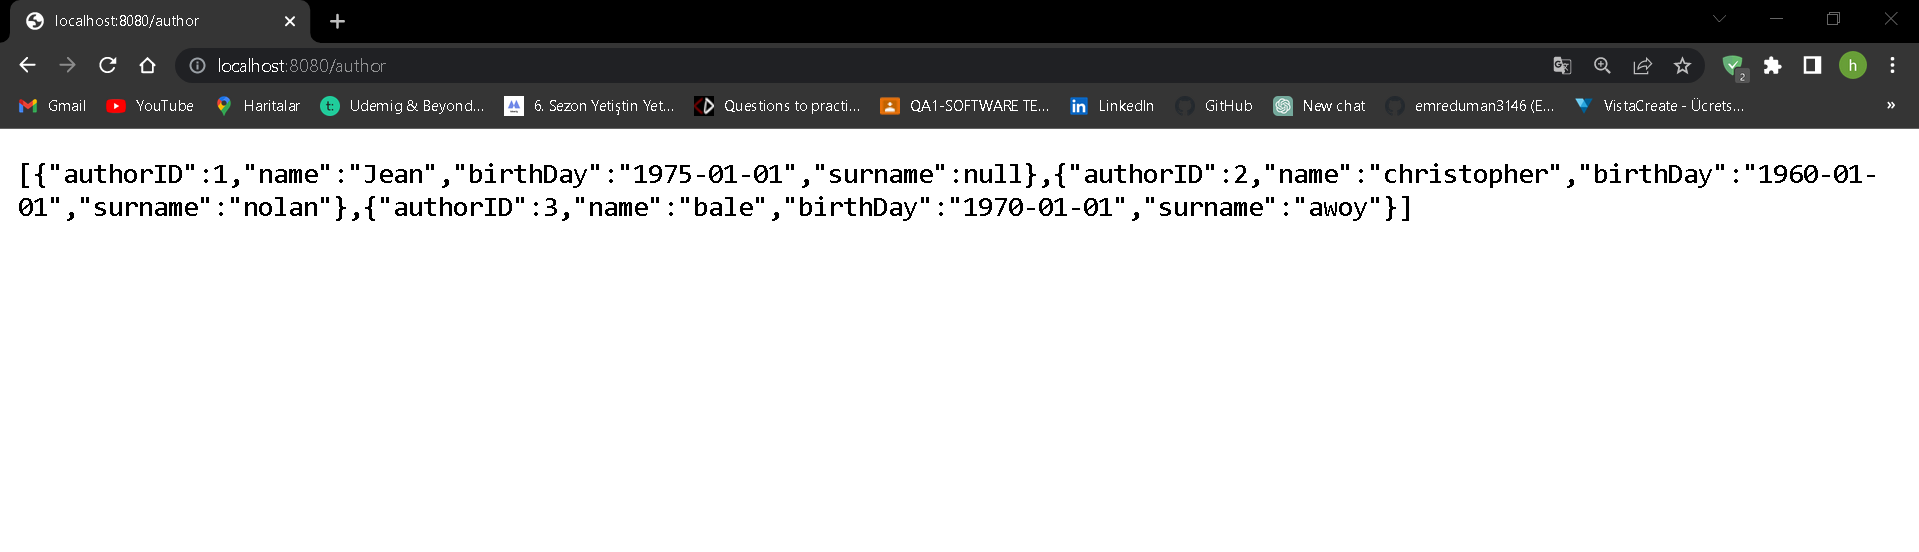 localhost:8080/author
localhost:8080/author
h
2
Gmail YouTube Haritalar Udemig & Beyond... 6. Sezon Yetiştin Yet... Questions to practi... QA1-SOFTWARE TE... LinkedIn GitHub New chat emreduman3146 (E... VistaCreate - Ücrets... »
[{"authorID":1,"name":"Jean","birthDay":"1975-01-01","surname":null},{"authorID":2,"name":"christopher","birthDay":"1960-01-
01","surname":"nolan"},{"authorID":3,"name":"bale","birthDay":"1970-01-01","surname":"awoy"}]